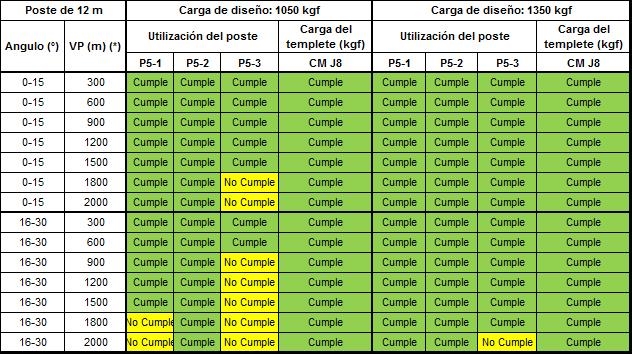 Poste de 12 m Carga de diseño: 1050 kgf Carga de diseño: 1350 kgf
Angulo (°) VP (m) (*) Utilización del poste Carga del templete (kgf) Utilización del poste Carga del templete (kgf)
P5-1 P5-2 P5-3 CM J8 P5-1 P5-2 P5-3 CM J8
0-15 300 Cumple Cumple Cumple Cumple Cumple Cumple Cumple Cumple
0-15 600 Cumple Cumple Cumple Cumple Cumple Cumple Cumple Cumple
0-15 900 Cumple Cumple Cumple Cumple Cumple Cumple Cumple Cumple
0-15 1200 Cumple Cumple Cumple Cumple Cumple Cumple Cumple Cumple
0-15 1500 Cumple Cumple Cumple Cumple Cumple Cumple Cumple Cumple
0-15 1800 Cumple Cumple No Cumple Cumple Cumple Cumple Cumple Cumple
0-15 2000 Cumple Cumple No Cumple Cumple Cumple Cumple Cumple Cumple
16-30 300 Cumple Cumple Cumple Cumple Cumple Cumple Cumple Cumple
16-30 600 Cumple Cumple Cumple Cumple Cumple Cumple Cumple Cumple
16-30 900 Cumple Cumple No Cumple Cumple Cumple Cumple Cumple Cumple
16-30 1200 Cumple Cumple No Cumple Cumple Cumple Cumple Cumple Cumple
16-30 1500 Cumple Cumple No Cumple Cumple Cumple Cumple Cumple Cumple
16-30 1800 No Cumple Cumple No Cumple Cumple Cumple Cumple Cumple Cumple
16-30 2000 No Cumple Cumple No Cumple Cumple Cumple Cumple No Cumple Cumple